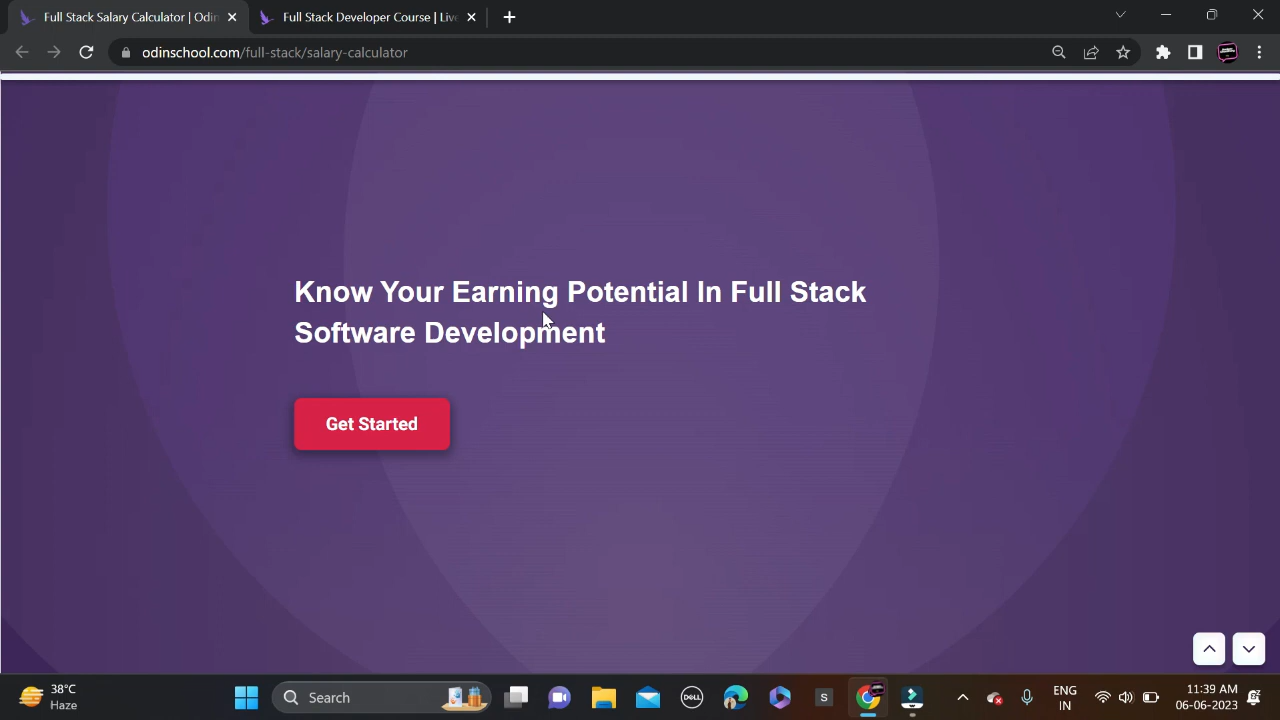 Full Stack Salary Calculator | Odin
Full Stack Developer Course | Live
odinschool.com/full-stack/salary-calculator
Know Your Earning Potential In Full Stack
Software Development
Get Started
38°C
Haze
Search
DELL
S
ENG
IN
11:39 AM
06-06-2023